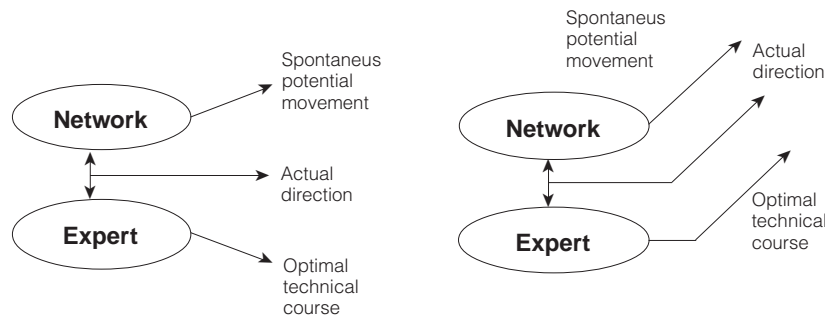 Spontaneus
potential
movement
Network
Actual
direction
Expert
Optimal
technical
course
Spontaneus
potential
movement
Actual
direction
Network
Optimal
technical
course
Expert